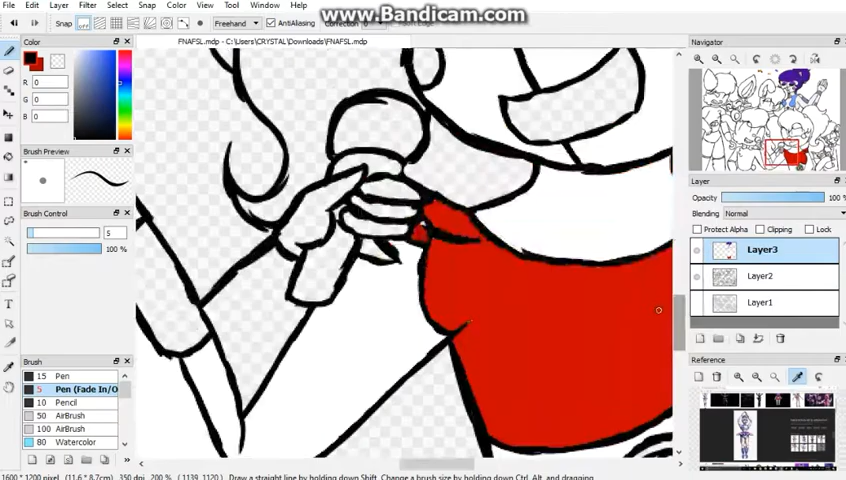 www.Bandicam.com
File Edit Layer Snap Color Tool View Window Help
Snap off Freehand AntiAliasing Correction 0
FNAFSL.mdp - C:\Users\CRYSTAL\Downloads\FNAFSL.mdp
Color
R 0
G 0
B 0
Brush Preview
Brush Control
5
100 %
Brush
15 Pen
5 Pen (Fade In/O
10 Pencil
50 AirBrush
100 AirBrush
80 Watercolor
Navigator
Layer
Opacity 100 %
Blending Normal
Protect Alpha Clipping Lock
Layer3
Layer2
Layer1
Reference
1600 * 1200 pixel (11.6 * 8.7cm) 350 dpi 200 % ( 1139, 1120 ) Draw a straight line by holding down Shift, Change a brush size by holding down Ctrl, Alt, and dragging